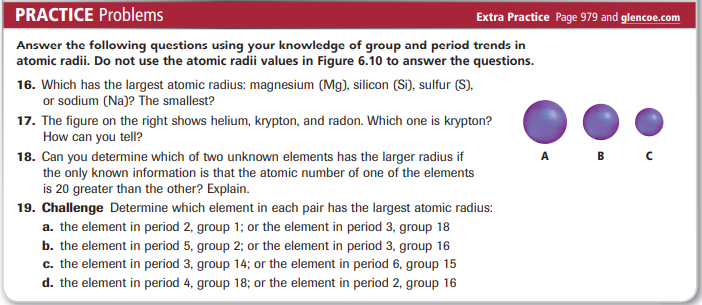 PRACTICE Problems
Extra Practice Page 979 and glencoe.com
Answer the following questions using your knowledge of group and period trends in
atomic radii. Do not use the atomic radii values in Figure 6.10 to answer the questions.
16. Which has the largest atomic radius: magnesium (Mg), silicon (Si), sulfur (S),
or sodium (Na)? The smallest?
17. The figure on the right shows helium, krypton, and radon. Which one is krypton?
How can you tell?
18. Can you determine which of two unknown elements has the larger radius if
the only known information is that the atomic number of one of the elements
is 20 greater than the other? Explain.
19. Challenge Determine which element in each pair has the largest atomic radius:
a. the element in period 2, group 1; or the element in period 3, group 18
b. the element in period 5, group 2; or the element in period 3, group 16
c. the element in period 3, group 14; or the element in period 6, group 15
d. the element in period 4, group 18; or the element in period 2, group 16
A B C